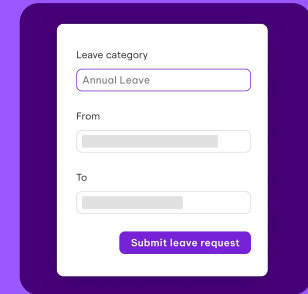 Leave category
Annual Leave
From
To
Submit leave request